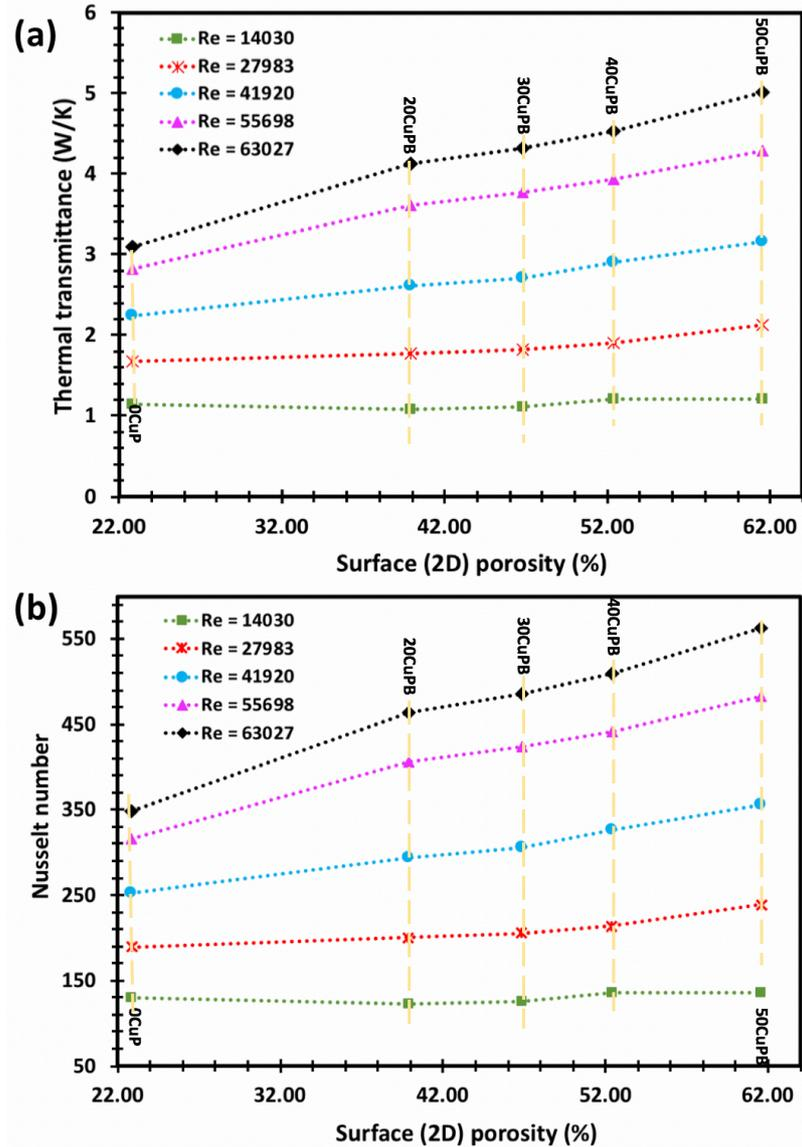 (a)
Re = 14030
Re = 27983
Re = 41920
Re = 55698
Re = 63027
20CuPB
30CuPB
40CuPB
50CuPB
0CuP
Thermal transmittance (W/K)
6
5
4
3
2
1
0
22.00 32.00 42.00 52.00 62.00
Surface (2D) porosity (%)
(b)
Re = 14030
Re = 27983
Re = 41920
Re = 55698
Re = 63027
20CuPB
30CuPB
40CuPB
50CuPB
0CuP
Nusselt number
550
450
350
250
150
50
22.00 32.00 42.00 52.00 62.00
Surface (2D) porosity (%)